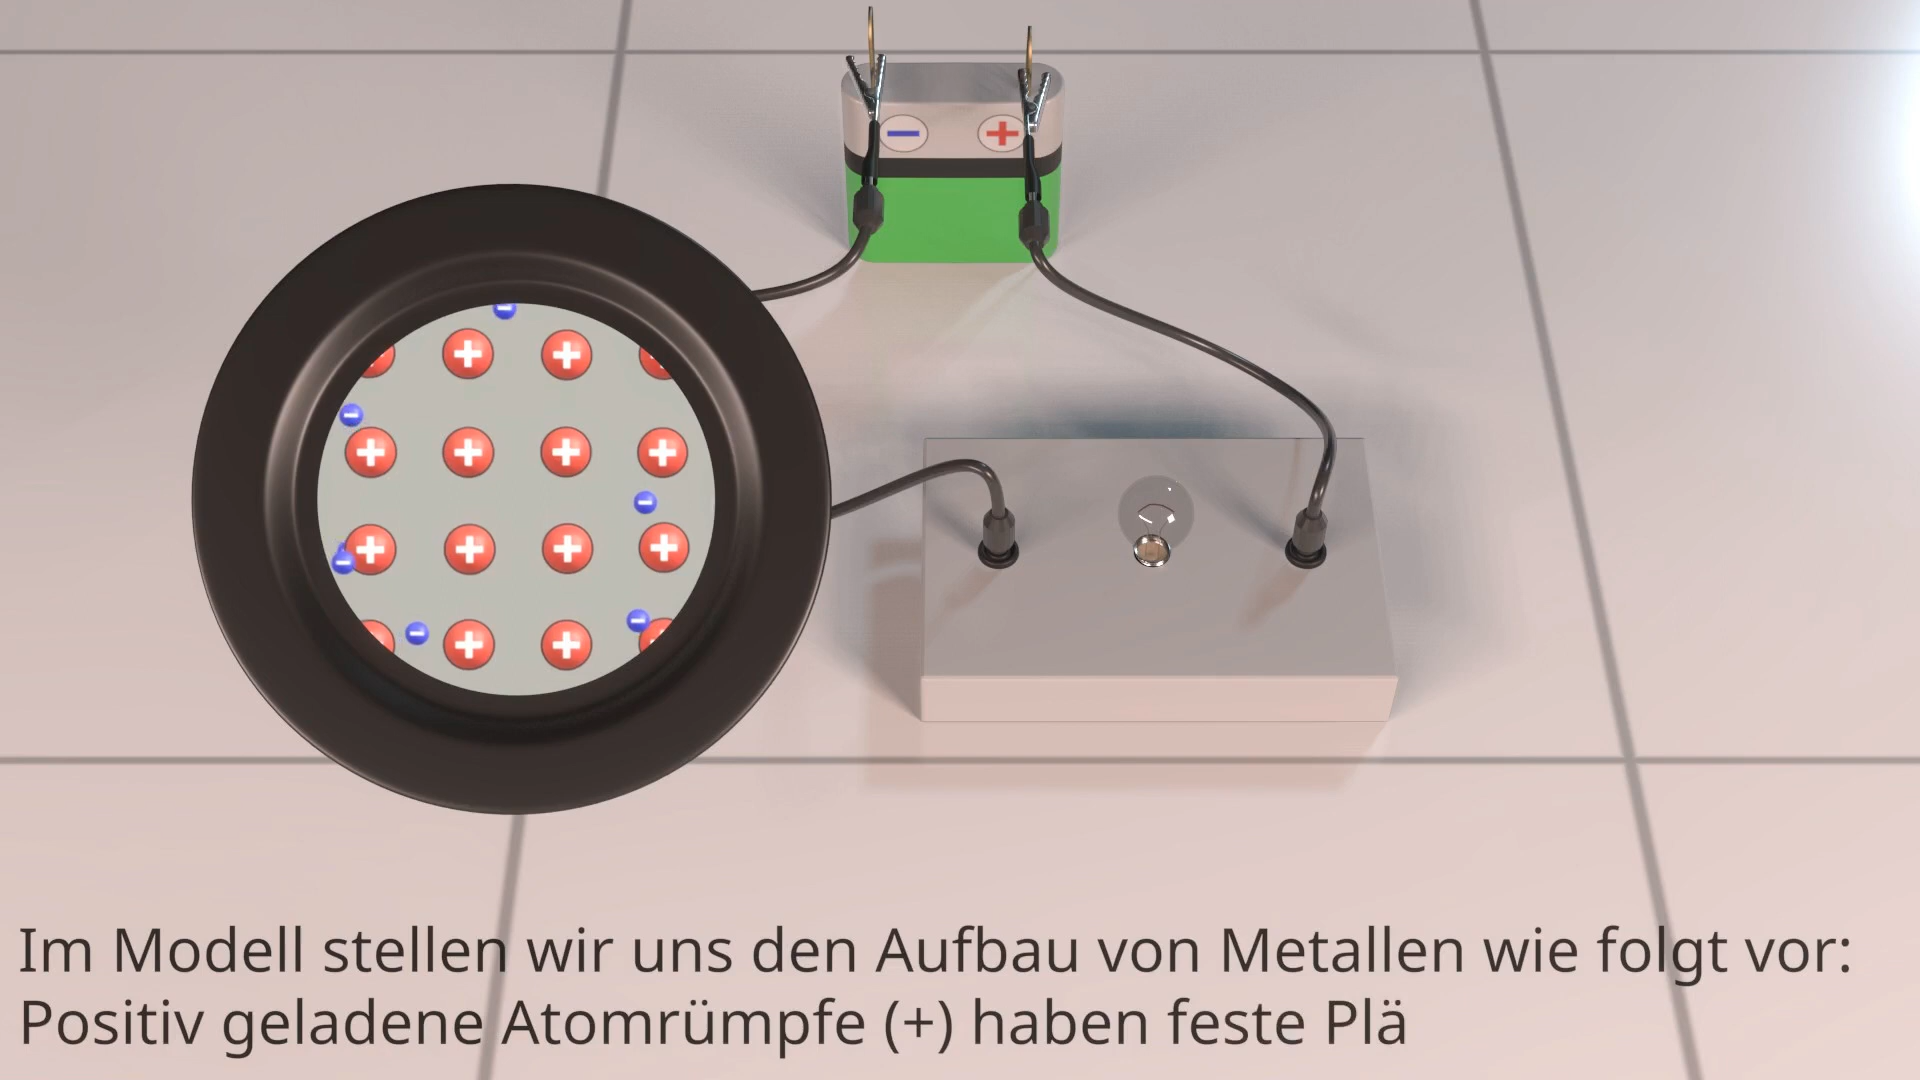 Im Modell stellen wir uns den Aufbau von Metallen wie folgt vor:
Positiv geladene Atomrümpfe (+) haben feste Plä